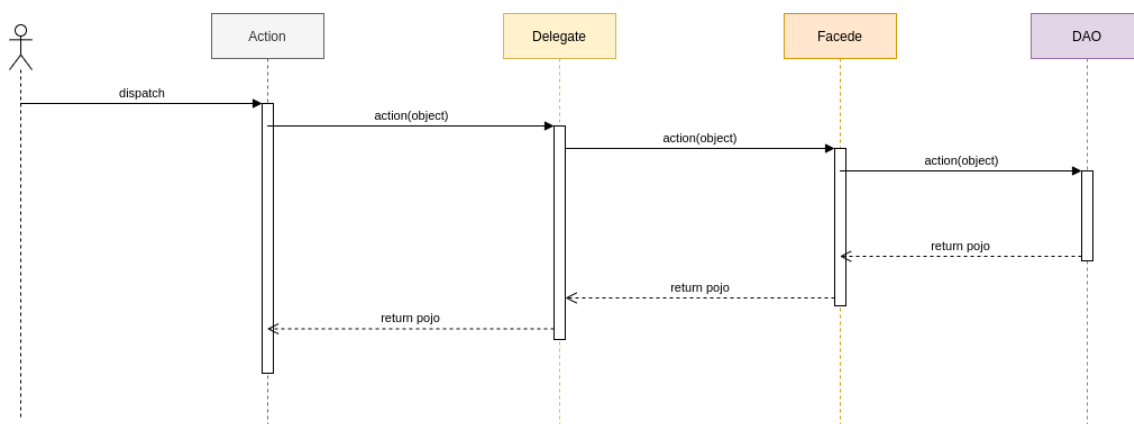 Action
Delegate
Facede
DAO
dispatch
action(object)
action(object)
action(object)
return pojo
return pojo
return pojo